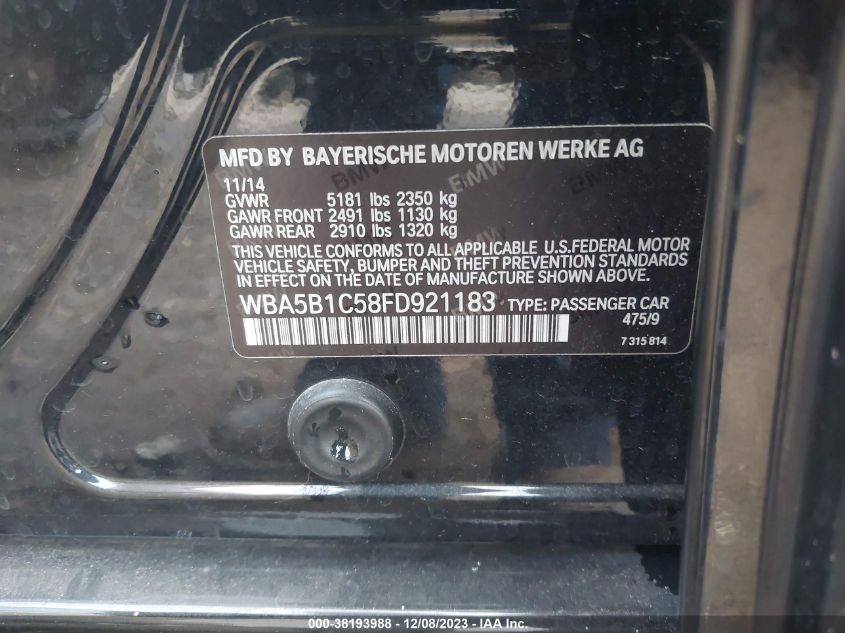 MFD BY BAYERISCHE MOTOREN WERKE AG
11/14
GVWR 5181 lbs 2350 kg
GAWR FRONT 2491 lbs 1130 kg
GAWR REAR 2910 lbs 1320 kg
THIS VEHICLE CONFORMS TO ALL APPLICABLE U.S.FEDERAL MOTOR
VEHICLE SAFETY, BUMPER AND THEFT PREVENTION STANDARDS
IN EFFECT ON THE DATE OF MANUFACTURE SHOWN ABOVE.
WBA5B1C58FD921183 TYPE: PASSENGER CAR
475/9
7 315 814
000-38193988 - 12/08/2023 - © IAA Inc.